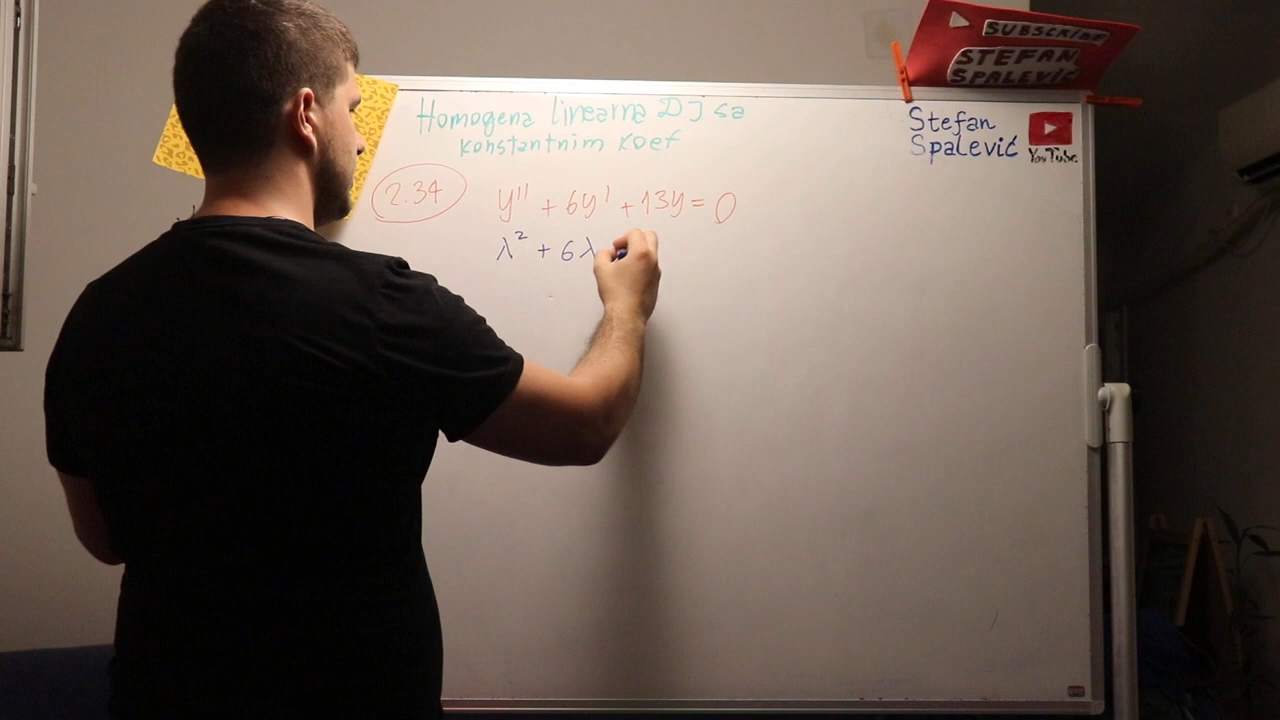 SUBSCRIBE
STEFAN
SPALEVIĆ
Homogena linearna DJ sa
konstantnim koef
Stefan
Spalević
YouTube
2.34
y'' + 6y' + 13y = 0
λ² + 6λ